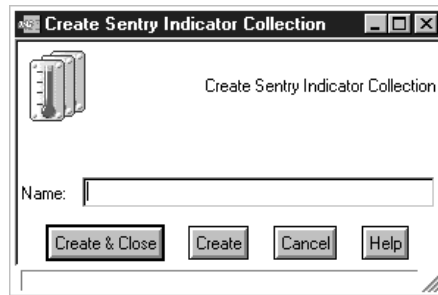 Create Sentry Indicator Collection
Create Sentry Indicator Collection
Name:
Create & Close
Create
Cancel
Help